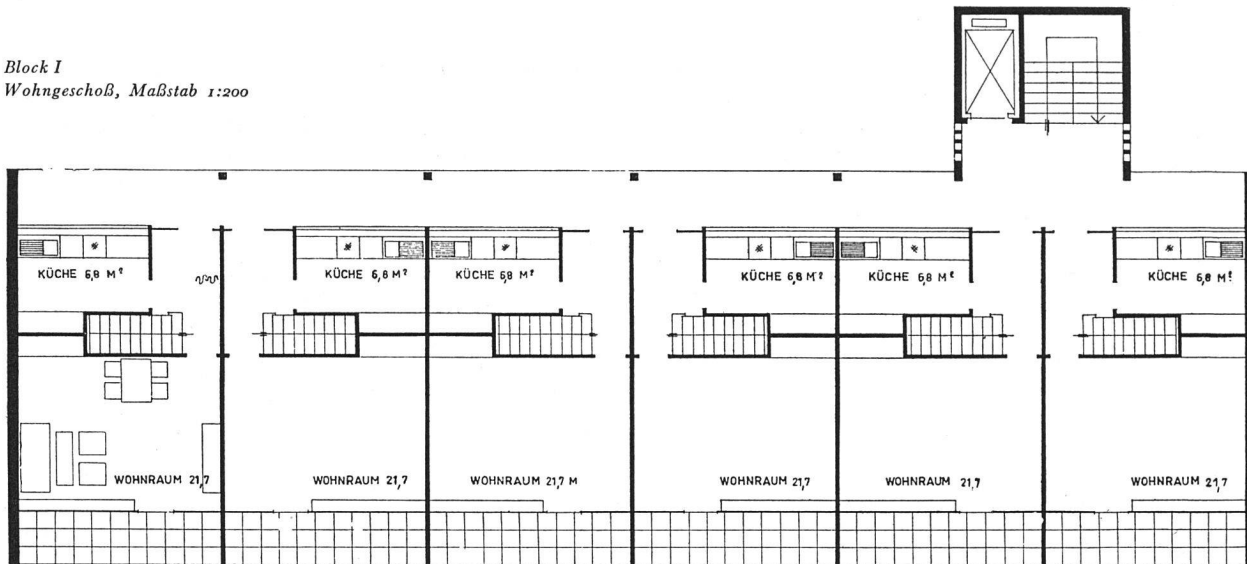 Block I
Wohngeschoß, Maßstab 1:200
KÜCHE 6,8 M²
KÜCHE 6,8 M²
KÜCHE 6,8 M²
KÜCHE 6,8 M²
KÜCHE 6,8 M²
KÜCHE 6,8 M²
WOHNRAUM 21,7
WOHNRAUM 21,7
WOHNRAUM 21,7 M
WOHNRAUM 21,7
WOHNRAUM 21,7
WOHNRAUM 21,7